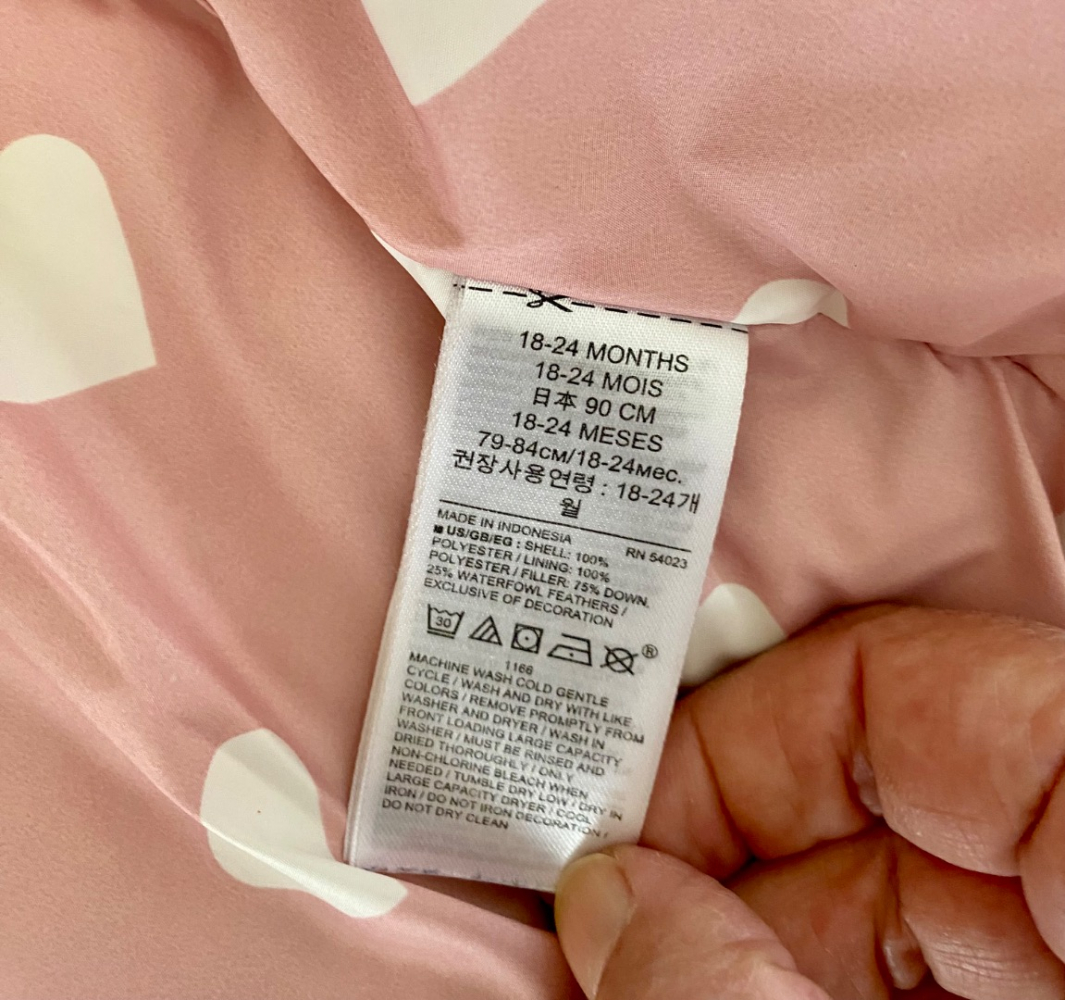 18-24 MONTHS
18-24 MOIS
日本 90 CM
18-24 MESES
79-84см/18-24мес.
권장사용연령 : 18-24개
월
MADE IN INDONESIA RN 54023
US/GB/EG : SHELL: 100%
POLYESTER / LINING: 100%
POLYESTER / FILLER: 75% DOWN,
25% WATERFOWL FEATHERS /
EXCLUSIVE OF DECORATION
30 ®
1166
MACHINE WASH COLD GENTLE
CYCLE / WASH AND DRY WITH LIKE
COLORS / REMOVE PROMPTLY FROM
WASHER AND DRYER / WASH IN
FRONT LOADING LARGE CAPACITY
WASHER / MUST BE RINSED AND
DRIED THOROUGHLY / ONLY
NON-CHLORINE BLEACH WHEN
NEEDED / TUMBLE DRY LOW / DRY IN
LARGE CAPACITY DRYER / COOL
IRON / DO NOT IRON DECORATION /
DO NOT DRY CLEAN